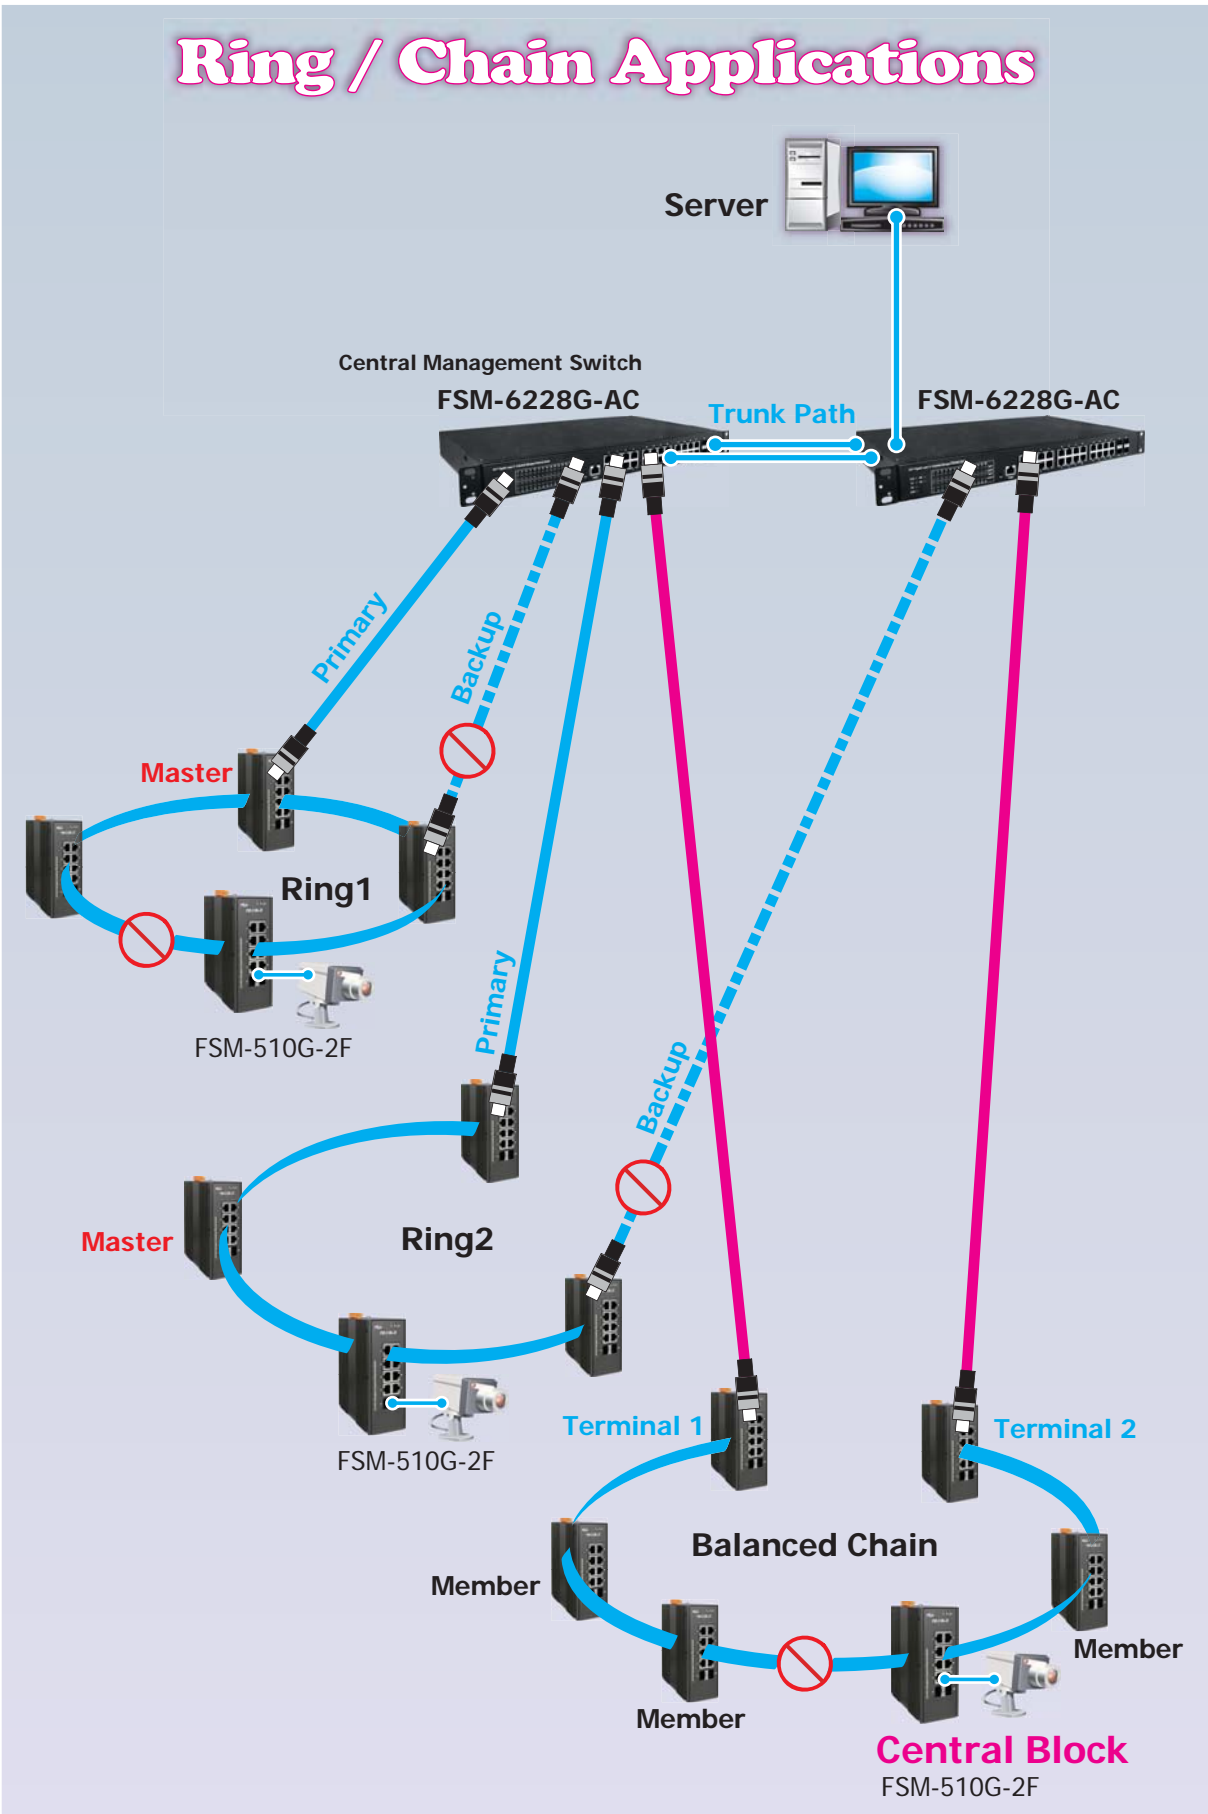 Ring / Chain Applications
Server
Central Management Switch
FSM-6228G-AC
Trunk Path
FSM-6228G-AC
Primary
Backup
Master
Ring1
FSM-510G-2F
Primary
Backup
Master
Ring2
FSM-510G-2F
Terminal 1
Terminal 2
Balanced Chain
Member
Member
Member
Central Block
FSM-510G-2F